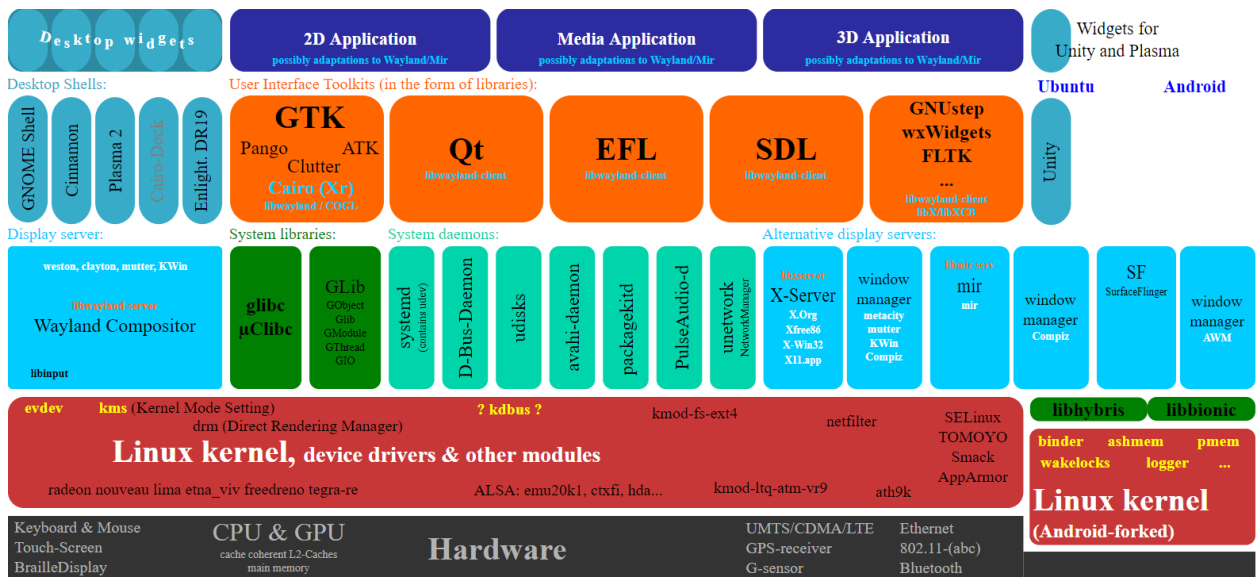 Desktop widgets
2D Application
possibly adaptations to Wayland/Mir
Media Application
possibly adaptations to Wayland/Mir
3D Application
possibly adaptations to Wayland/Mir
Widgets for
Unity and Plasma
Desktop Shells:
User Interface Toolkits (in the form of libraries):
Ubuntu
Android
GNOME Shell
Cinnamon
Plasma 2
Cairo-Dock
Enlight. DR19
GTK
Pango
ATK
Clutter
Cairo (Xr)
libwayland / COGL
Qt
libwayland-client
EFL
libwayland-client
SDL
libwayland-client
GNUstep
wxWidgets
FLTK
...
libwayland-client
libX/libXCB
Unity
Display server:
System libraries:
System daemons:
Alternative display servers:
weston, clayton, mutter, KWin
libwayland-server
Wayland Compositor
libinput
glibc
µClibc
GLib
GObject
Glib
GModule
GThread
GIO
systemd
(contains udev)
D-Bus-Daemon
udisks
avahi-daemon
packagekitd
PulseAudio-d
unetwork
NetworkManager
libxserver
X-Server
X.Org
Xfree86
X-Win32
X11.app
window
manager
metacity
mutter
KWin
Compiz
libmir-serv
mir
mir
window
manager
Compiz
SF
SurfaceFlinger
window
manager
AWM
evdev
kms (Kernel Mode Setting)
drm (Direct Rendering Manager)
? kdbus ?
kmod-fs-ext4
netfilter
SELinux
TOMOYO
Smack
AppArmor
Linux kernel, device drivers & other modules
radeon nouveau lima etna_viv freedreno tegra-re
ALSA: emu20k1, ctxfi, hda...
kmod-ltq-atm-vr9
ath9k
libhybris
libbionic
binder ashmem pmem
wakelocks logger ...
Linux kernel
(Android-forked)
Keyboard & Mouse
Touch-Screen
BrailleDisplay
CPU & GPU
cache coherent L2-Caches
main memory
Hardware
UMTS/CDMA/LTE
GPS-receiver
G-sensor
Ethernet
802.11-(abc)
Bluetooth